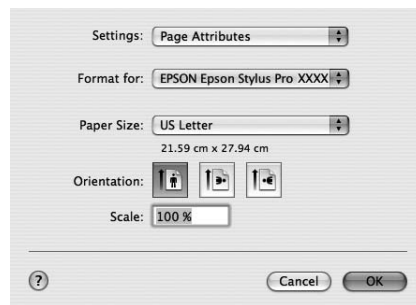 Settings: Page Attributes
Format for: EPSON Epson Stylus Pro XXXX
Paper Size: US Letter
21.59 cm x 27.94 cm
Orientation:
Scale: 100 %
? Cancel OK